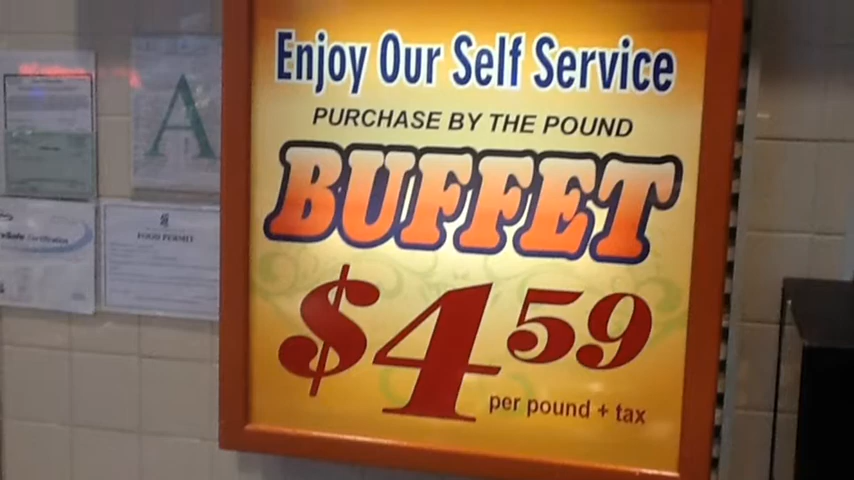 Enjoy Our Self Service
PURCHASE BY THE POUND
BUFFET
$4 59
per pound + tax
A
FOOD PERMIT